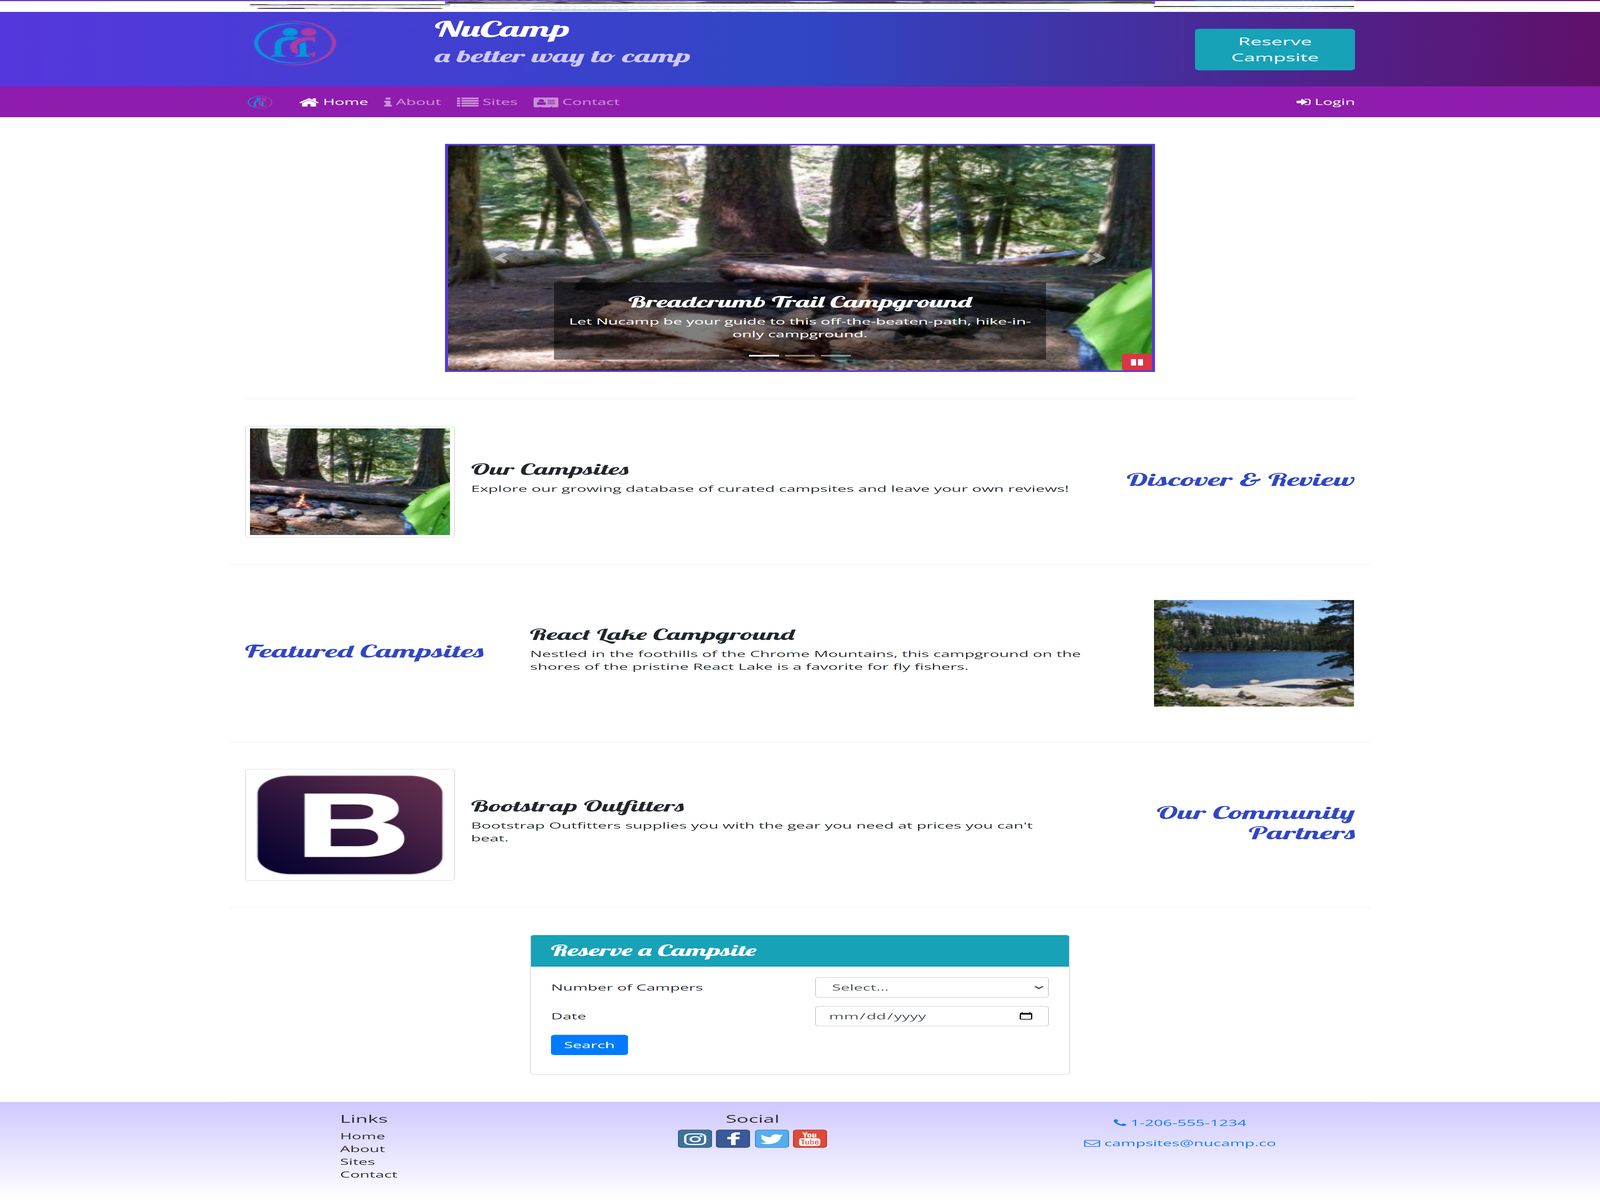 NuCamp
a better way to camp
Reserve
Campsite
Home About Sites Contact
Login
Breadcrumb Trail Campground
Let Nucamp be your guide to this off-the-beaten-path, hike-in-
only campground.
Our Campsites
Explore our growing database of curated campsites and leave your own reviews!
Discover & Review
Featured Campsites
React Lake Campground
Nestled in the foothills of the Chrome Mountains, this campground on the
shores of the pristine React Lake is a favorite for fly fishers.
B
Bootstrap Outfitters
Bootstrap Outfitters supplies you with the gear you need at prices you can't
beat.
Our Community
Partners
Reserve a Campsite
Number of Campers
Select...
Date
mm/dd/yyyy
Search
Links
Home
About
Sites
Contact
Social
You
Tube
1-206-555-1234
campsites@nucamp.co